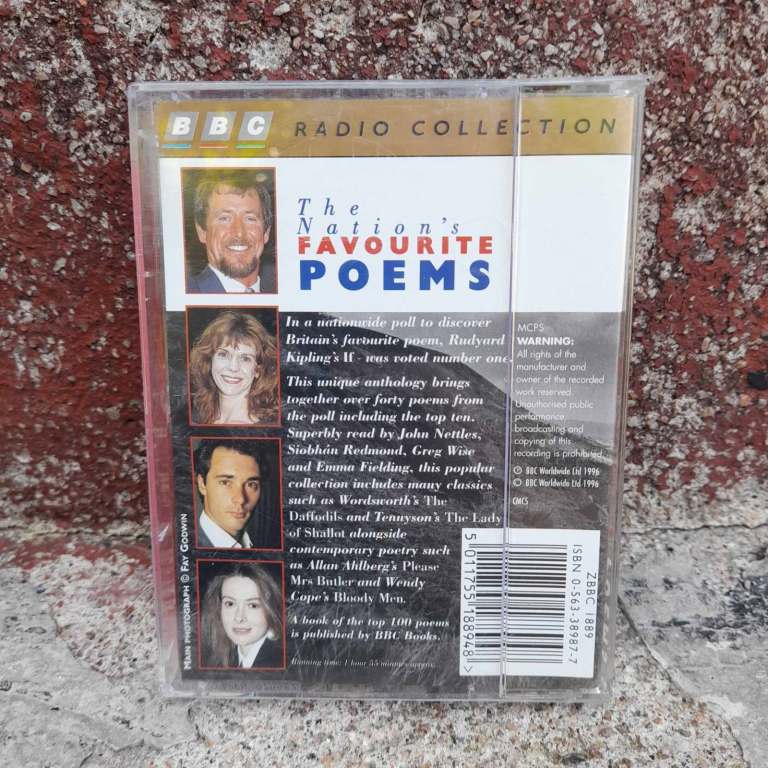 BBC RADIO COLLECTION
The
Nation's
FAVOURITE
POEMS
In a nationwide poll to discover
Britain's favourite poem, Rudyard
Kipling's If - was voted number one.
This unique anthology brings
together over forty poems from
the poll including the top ten.
Superbly read by John Nettles,
Siobhán Redmond, Greg Wise
and Emma Fielding, this popular
collection includes many classics
such as Wordsworth's The
Daffodils and Tennyson's The Lady
of Shallot alongside
contemporary poetry such
as Allan Ahlberg's Please
Mrs Butler and Wendy
Cope's Bloody Men.
A book of the top 100 poems
is published by BBC Books.
Running time: 1 hour 55 minutes approx.
MCPS
WARNING:
All rights of the
manufacturer and
owner of the recorded
work reserved.
Unauthorised public
performance,
broadcasting and
copying of this
recording is prohibited.
℗ BBC Worldwide Ltd 1996
© BBC Worldwide Ltd 1996
CMCS
MAIN PHOTOGRAPH © FAY GODWIN
5 011755 188948 >
ISBN 0-563-38987-7
ZBBC 1889